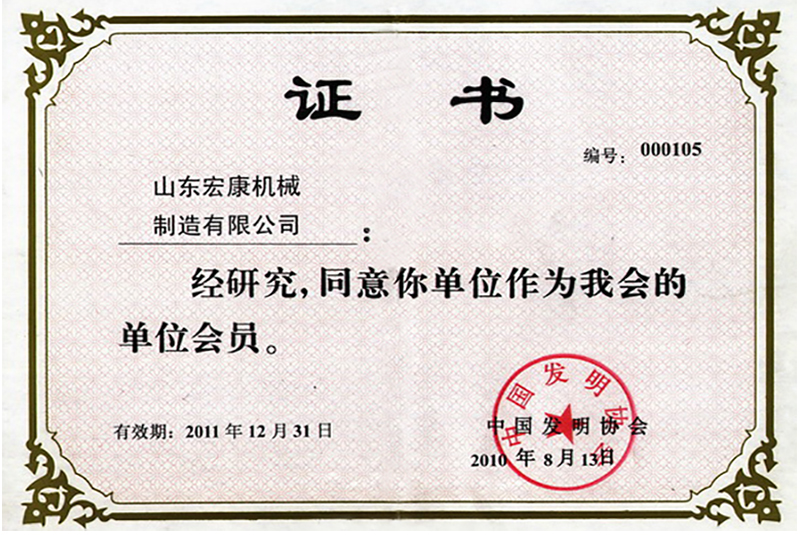 证 书
编号：000105
山东宏康机械
制造有限公司：
经研究，同意你单位作为我会的
单位会员。
中国发明协会
有效期：2011年12月31日
中国发明协会
2010年8月13日